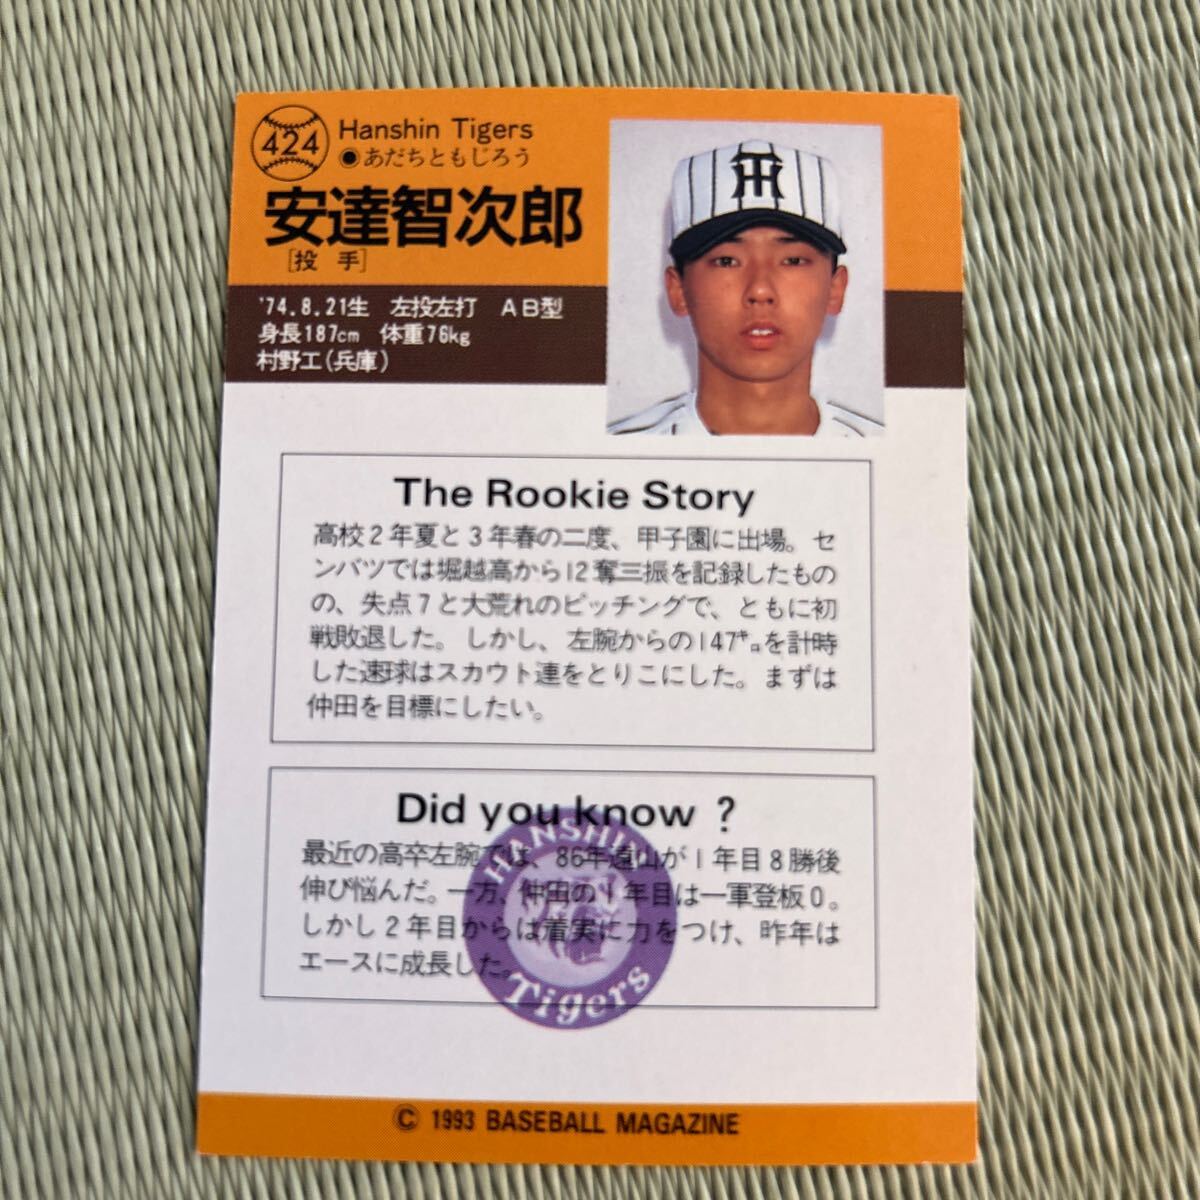 424
Hanshin Tigers
●あだちともじろう
安達智次郎
[投 手]
'74.8.21生 左投左打 AB型
身長187cm 体重76kg
村野工(兵庫)
The Rookie Story
高校2年夏と3年春の二度、甲子園に出場。セ
ンバツでは堀越高から12奪三振を記録したもの
の、失点7と大荒れのピッチングで、ともに初
戦敗退した。しかし、左腕からの147㌔を計時
した速球はスカウト連をとりこにした。まずは
仲田を目標にしたい。
Did you know ?
最近の高卒左腕では、86年遠山が1年目8勝後
伸び悩んだ。一方、仲田の1年目は一軍登板0。
しかし2年目からは着実に力をつけ、昨年は
エースに成長した。
HANSHIN
Tigers
© 1993 BASEBALL MAGAZINE